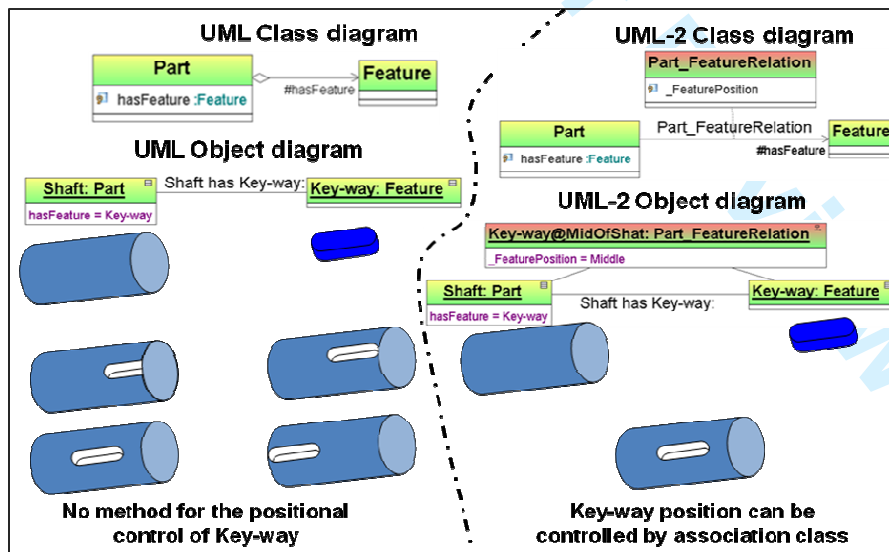 UML Class diagram
Part
hasFeature :Feature
#hasFeature
Feature
UML Object diagram
Shaft: Part
hasFeature = Key-way
Shaft has Key-way:
Key-way: Feature
No method for the positional
control of Key-way
UML-2 Class diagram
Part_FeatureRelation
_FeaturePosition
Part
hasFeature :Feature
Part_FeatureRelation
#hasFeature
Feature
UML-2 Object diagram
Key-way@MidOfShat: Part_FeatureRelation
_FeaturePosition = Middle
Shaft: Part
hasFeature = Key-way
Shaft has Key-way:
Key-way: Feature
Key-way position can be
controlled by association class